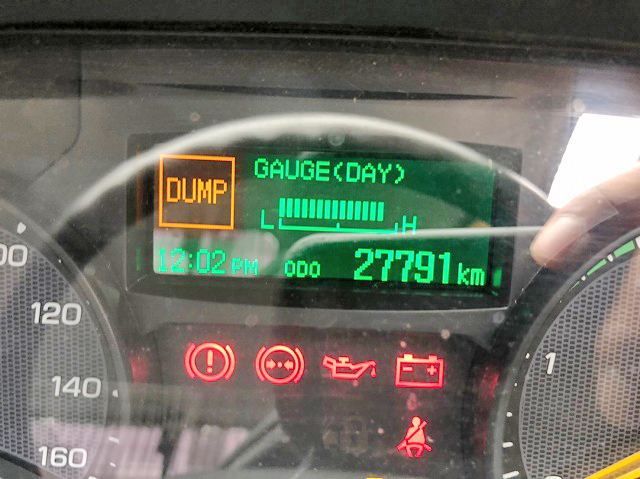 GAUGE(DAY)
DUMP
L H
12:02 PM ODO 27791 km
00
120
140
160
1